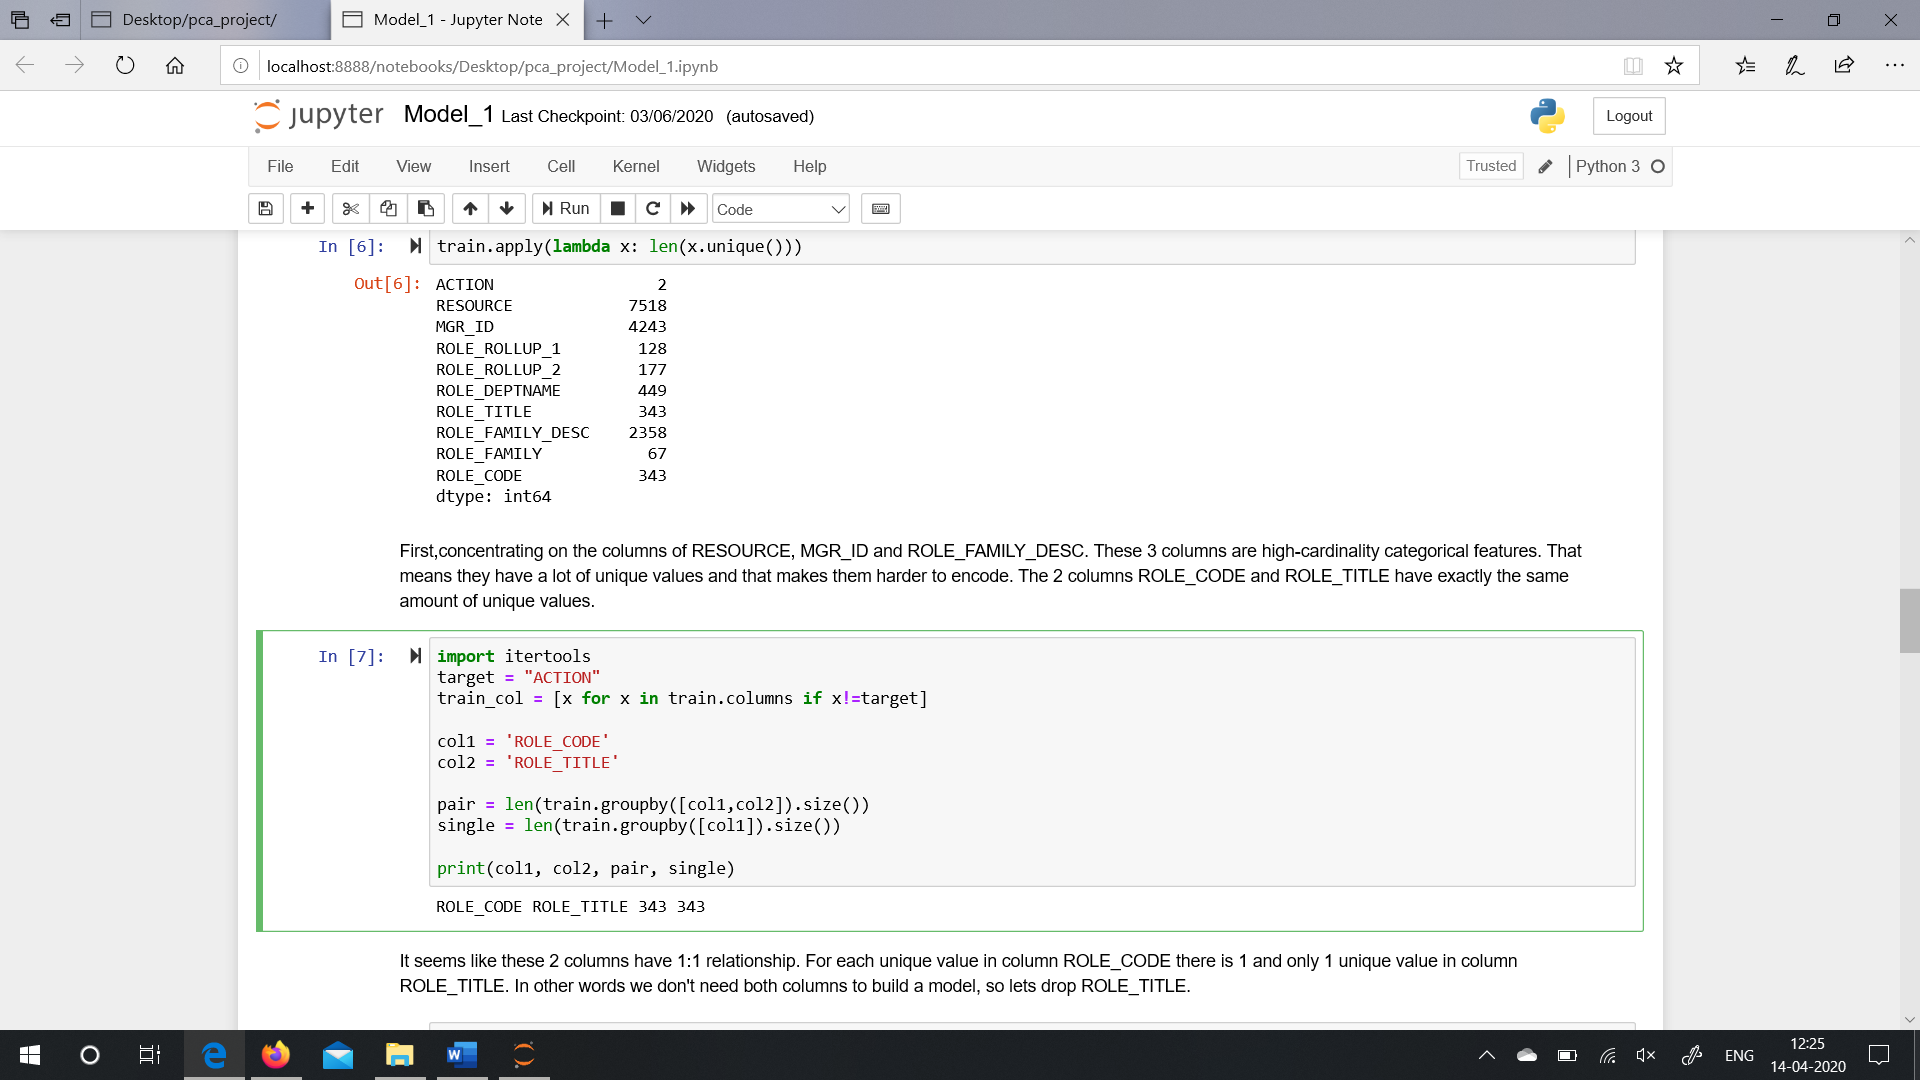 Desktop/pca_project/
Model_1 - Jupyter Note
localhost:8888/notebooks/Desktop/pca_project/Model_1.ipynb
jupyter Model_1 Last Checkpoint: 03/06/2020 (autosaved)
Logout
File Edit View Insert Cell Kernel Widgets Help
Trusted
Python 3
Run
Code
In [6]: train.apply(lambda x: len(x.unique()))
Out[6]: ACTION 2
RESOURCE 7518
MGR_ID 4243
ROLE_ROLLUP_1 128
ROLE_ROLLUP_2 177
ROLE_DEPTNAME 449
ROLE_TITLE 343
ROLE_FAMILY_DESC 2358
ROLE_FAMILY 67
ROLE_CODE 343
dtype: int64
First,concentrating on the columns of RESOURCE, MGR_ID and ROLE_FAMILY_DESC. These 3 columns are high-cardinality categorical features. That
means they have a lot of unique values and that makes them harder to encode. The 2 columns ROLE_CODE and ROLE_TITLE have exactly the same
amount of unique values.
In [7]: import itertools
target = "ACTION"
train_col = [x for x in train.columns if x!=target]
col1 = 'ROLE_CODE'
col2 = 'ROLE_TITLE'
pair = len(train.groupby([col1,col2]).size())
single = len(train.groupby([col1]).size())
print(col1, col2, pair, single)
ROLE_CODE ROLE_TITLE 343 343
It seems like these 2 columns have 1:1 relationship. For each unique value in column ROLE_CODE there is 1 and only 1 unique value in column
ROLE_TITLE. In other words we don't need both columns to build a model, so lets drop ROLE_TITLE.
ENG
12:25
14-04-2020